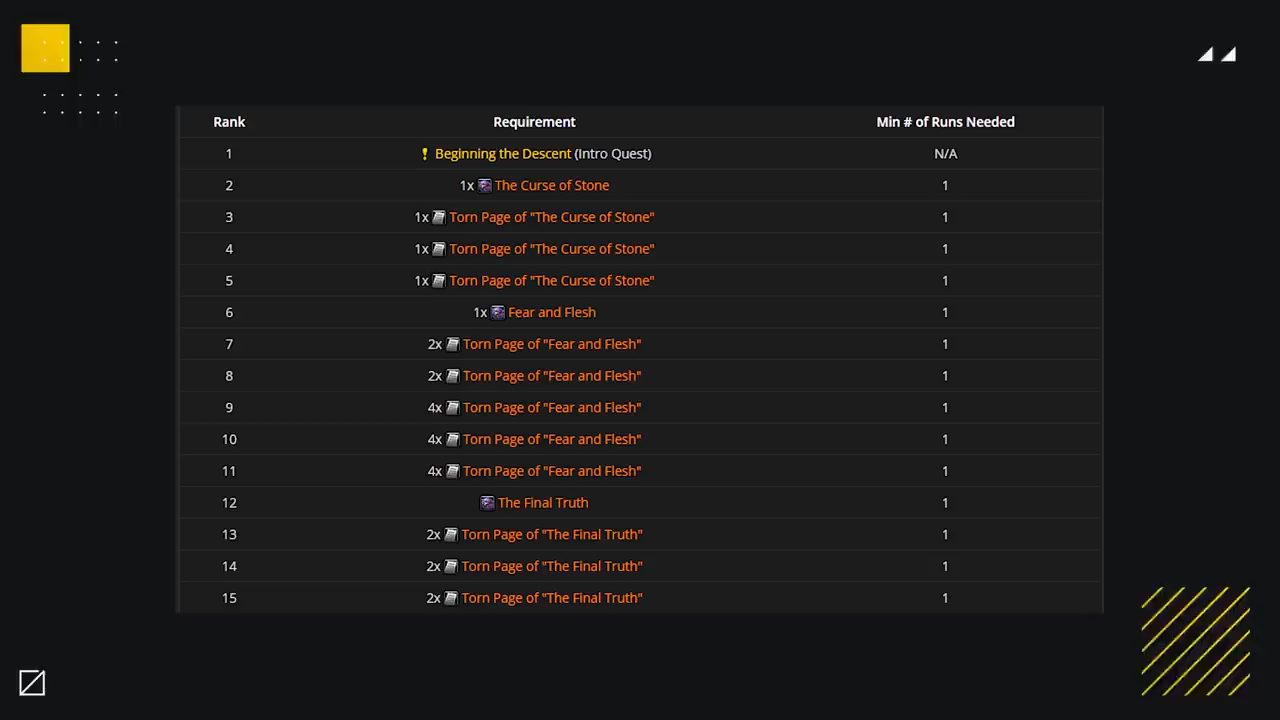 Rank Requirement Min # of Runs Needed
1 Beginning the Descent (Intro Quest) N/A
2 1x The Curse of Stone 1
3 1x Torn Page of "The Curse of Stone" 1
4 1x Torn Page of "The Curse of Stone" 1
5 1x Torn Page of "The Curse of Stone" 1
6 1x Fear and Flesh 1
7 2x Torn Page of "Fear and Flesh" 1
8 2x Torn Page of "Fear and Flesh" 1
9 4x Torn Page of "Fear and Flesh" 1
10 4x Torn Page of "Fear and Flesh" 1
11 4x Torn Page of "Fear and Flesh" 1
12 The Final Truth 1
13 2x Torn Page of "The Final Truth" 1
14 2x Torn Page of "The Final Truth" 1
15 2x Torn Page of "The Final Truth" 1